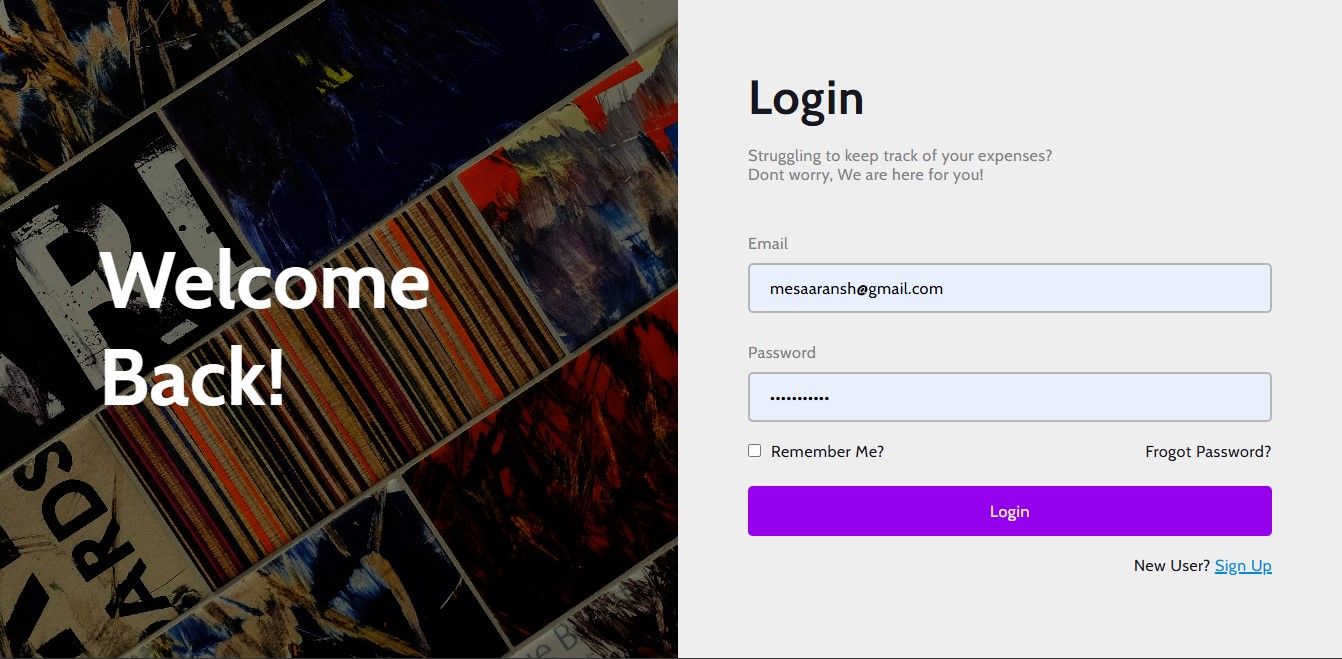 Welcome
Back!
ARDS
Login
Struggling to keep track of your expenses?
Dont worry, We are here for you!
Email
mesaaransh@gmail.com
Password
•••••••••••
Remember Me?
Frogot Password?
Login
New User? Sign Up